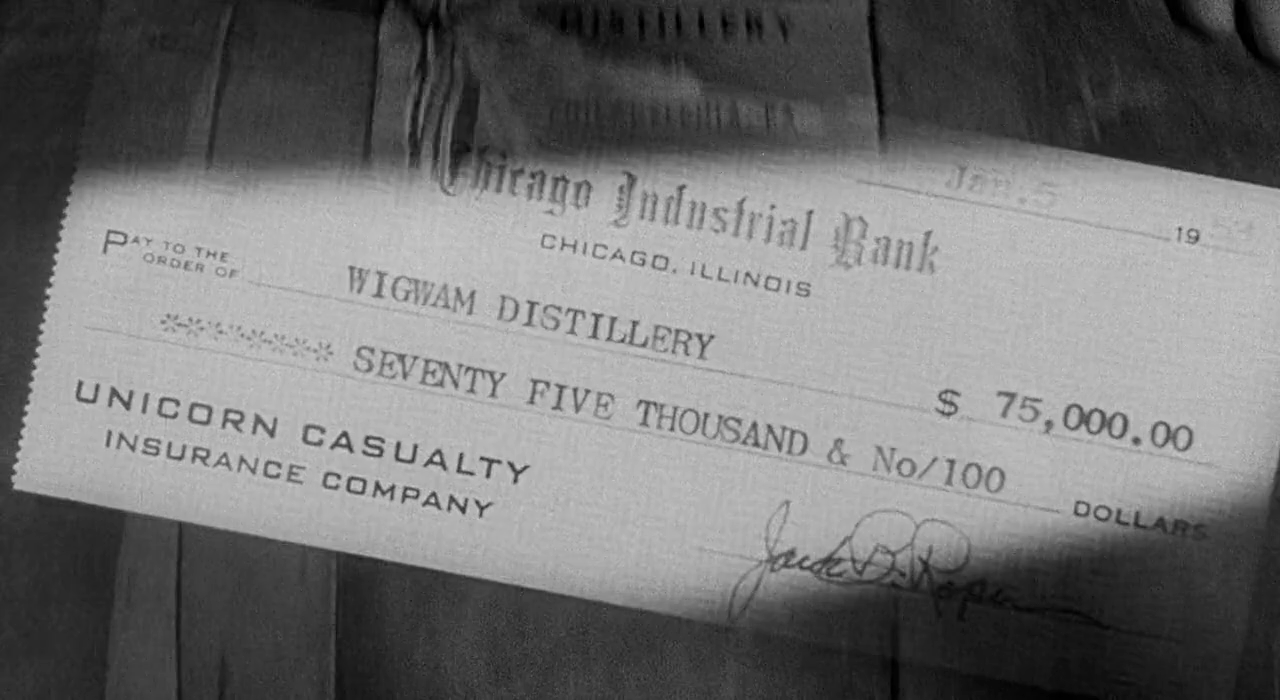 DISTILLERY
Chicago Industrial Bank
CHICAGO, ILLINOIS
Jan. 5
19
PAY TO THE
ORDER OF
WIGWAM DISTILLERY
$ 75,000.00
******** SEVENTY FIVE THOUSAND & No/100
DOLLARS
UNICORN CASUALTY
INSURANCE COMPANY
Jack B.